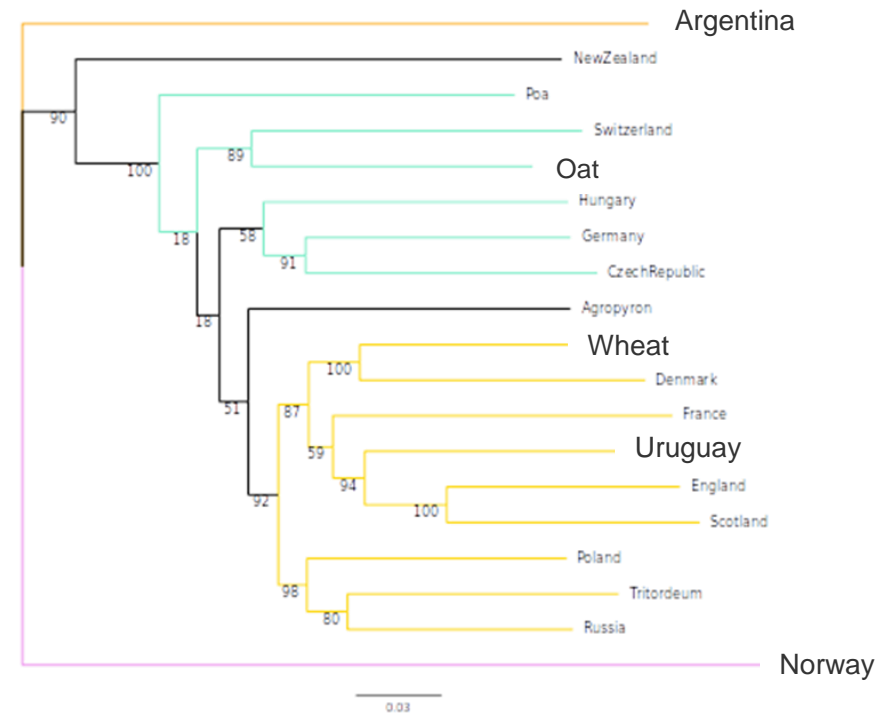 Argentina
NewZealand
90
Poa
100
Switzerland
89
Oat
18
Hungary
58
Germany
91
CzechRepublic
18
Agropyron
51
Wheat
100
Denmark
87
France
59
Uruguay
94
England
100
Scotland
92
Poland
98
Tritordeum
80
Russia
Norway
0.03